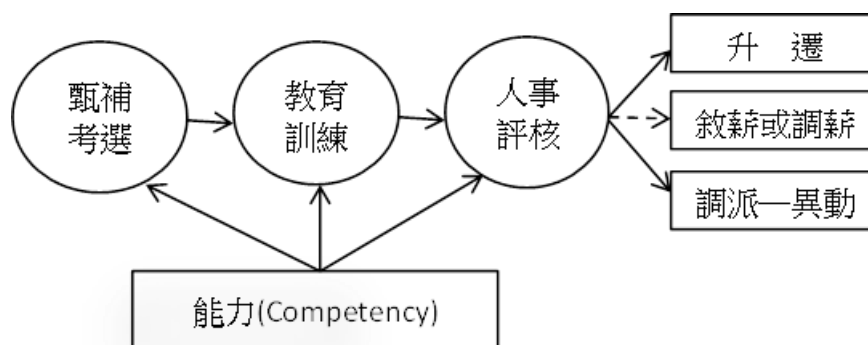 甄補
考選
教育
訓練
人事
評核
升 遷
敘薪或調薪
調派—異動
能力(Competency)